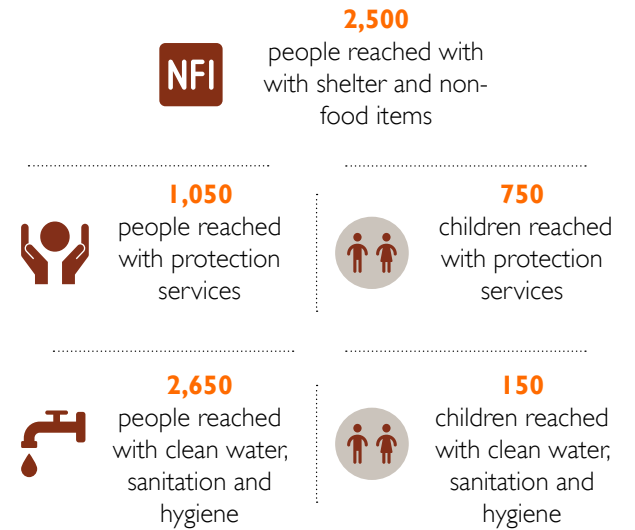 2,500
people reached with
with shelter and non-
food items
NFI
1,050
people reached
with protection
services
750
children reached
with protection
services
2,650
people reached
with clean water,
sanitation and
hygiene
150
children reached
with clean water,
sanitation and
hygiene